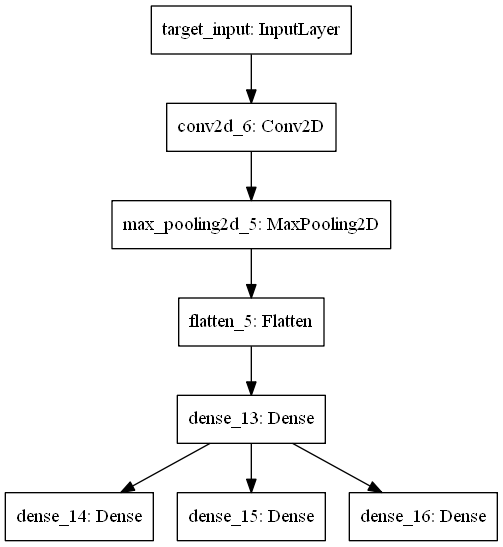 target_input: InputLayer
conv2d_6: Conv2D
max_pooling2d_5: MaxPooling2D
flatten_5: Flatten
dense_13: Dense
dense_14: Dense
dense_15: Dense
dense_16: Dense